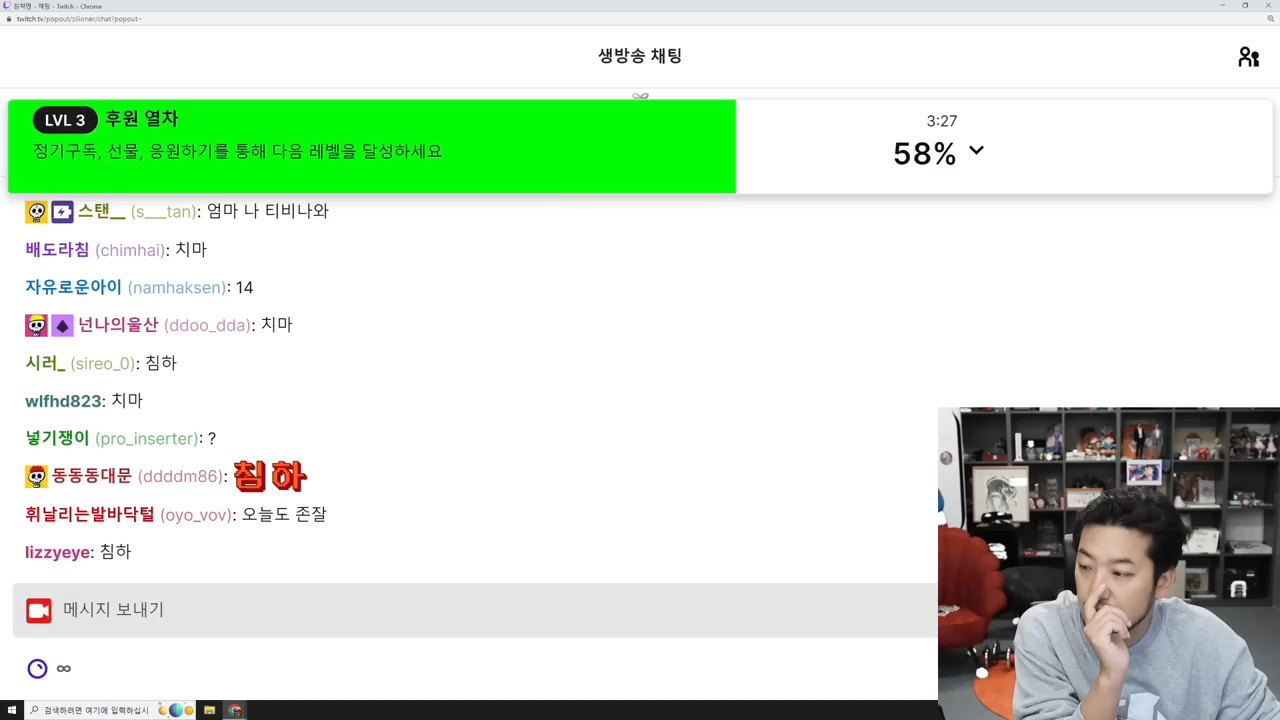 침착맨 - 채팅 - Twitch - Chrome
twitch.tv/popout/zilioner/chat?popout=
생방송 채팅
LVL 3 후원 열차
정기구독, 선물, 응원하기를 통해 다음 레벨을 달성하세요
3:27
58%
스탠__ (s___tan): 엄마 나 티비나와
배도라침 (chimhai): 치마
자유로운아이 (namhaksen): 14
넌나의울산 (ddoo_dda): 치마
시러_ (sireo_0): 침하
wlfhd823: 치마
넣기쟁이 (pro_inserter): ?
동동동대문 (ddddm86): 침하
휘날리는발바닥털 (oyo_vov): 오늘도 존잘
lizzyeye: 침하
메시지 보내기
∞
검색하려면 여기에 입력하십시